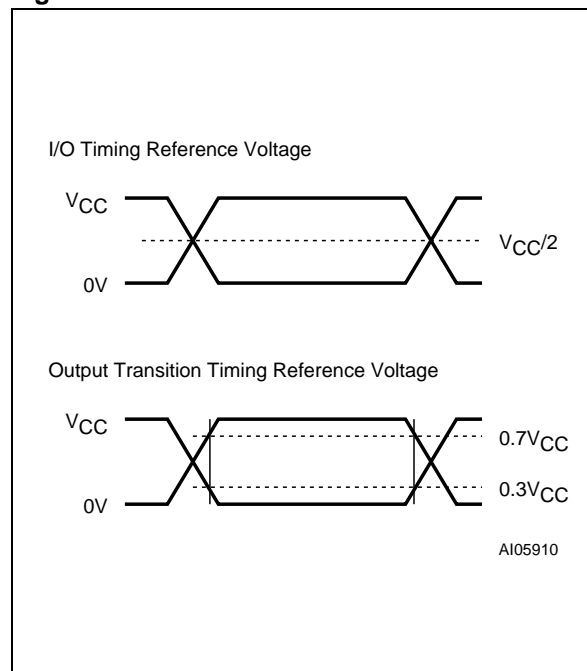 I/O Timing Reference Voltage
VCC
VCC/2
0V
Output Transition Timing Reference Voltage
VCC
0.7VCC
0.3VCC
0V
AI05910